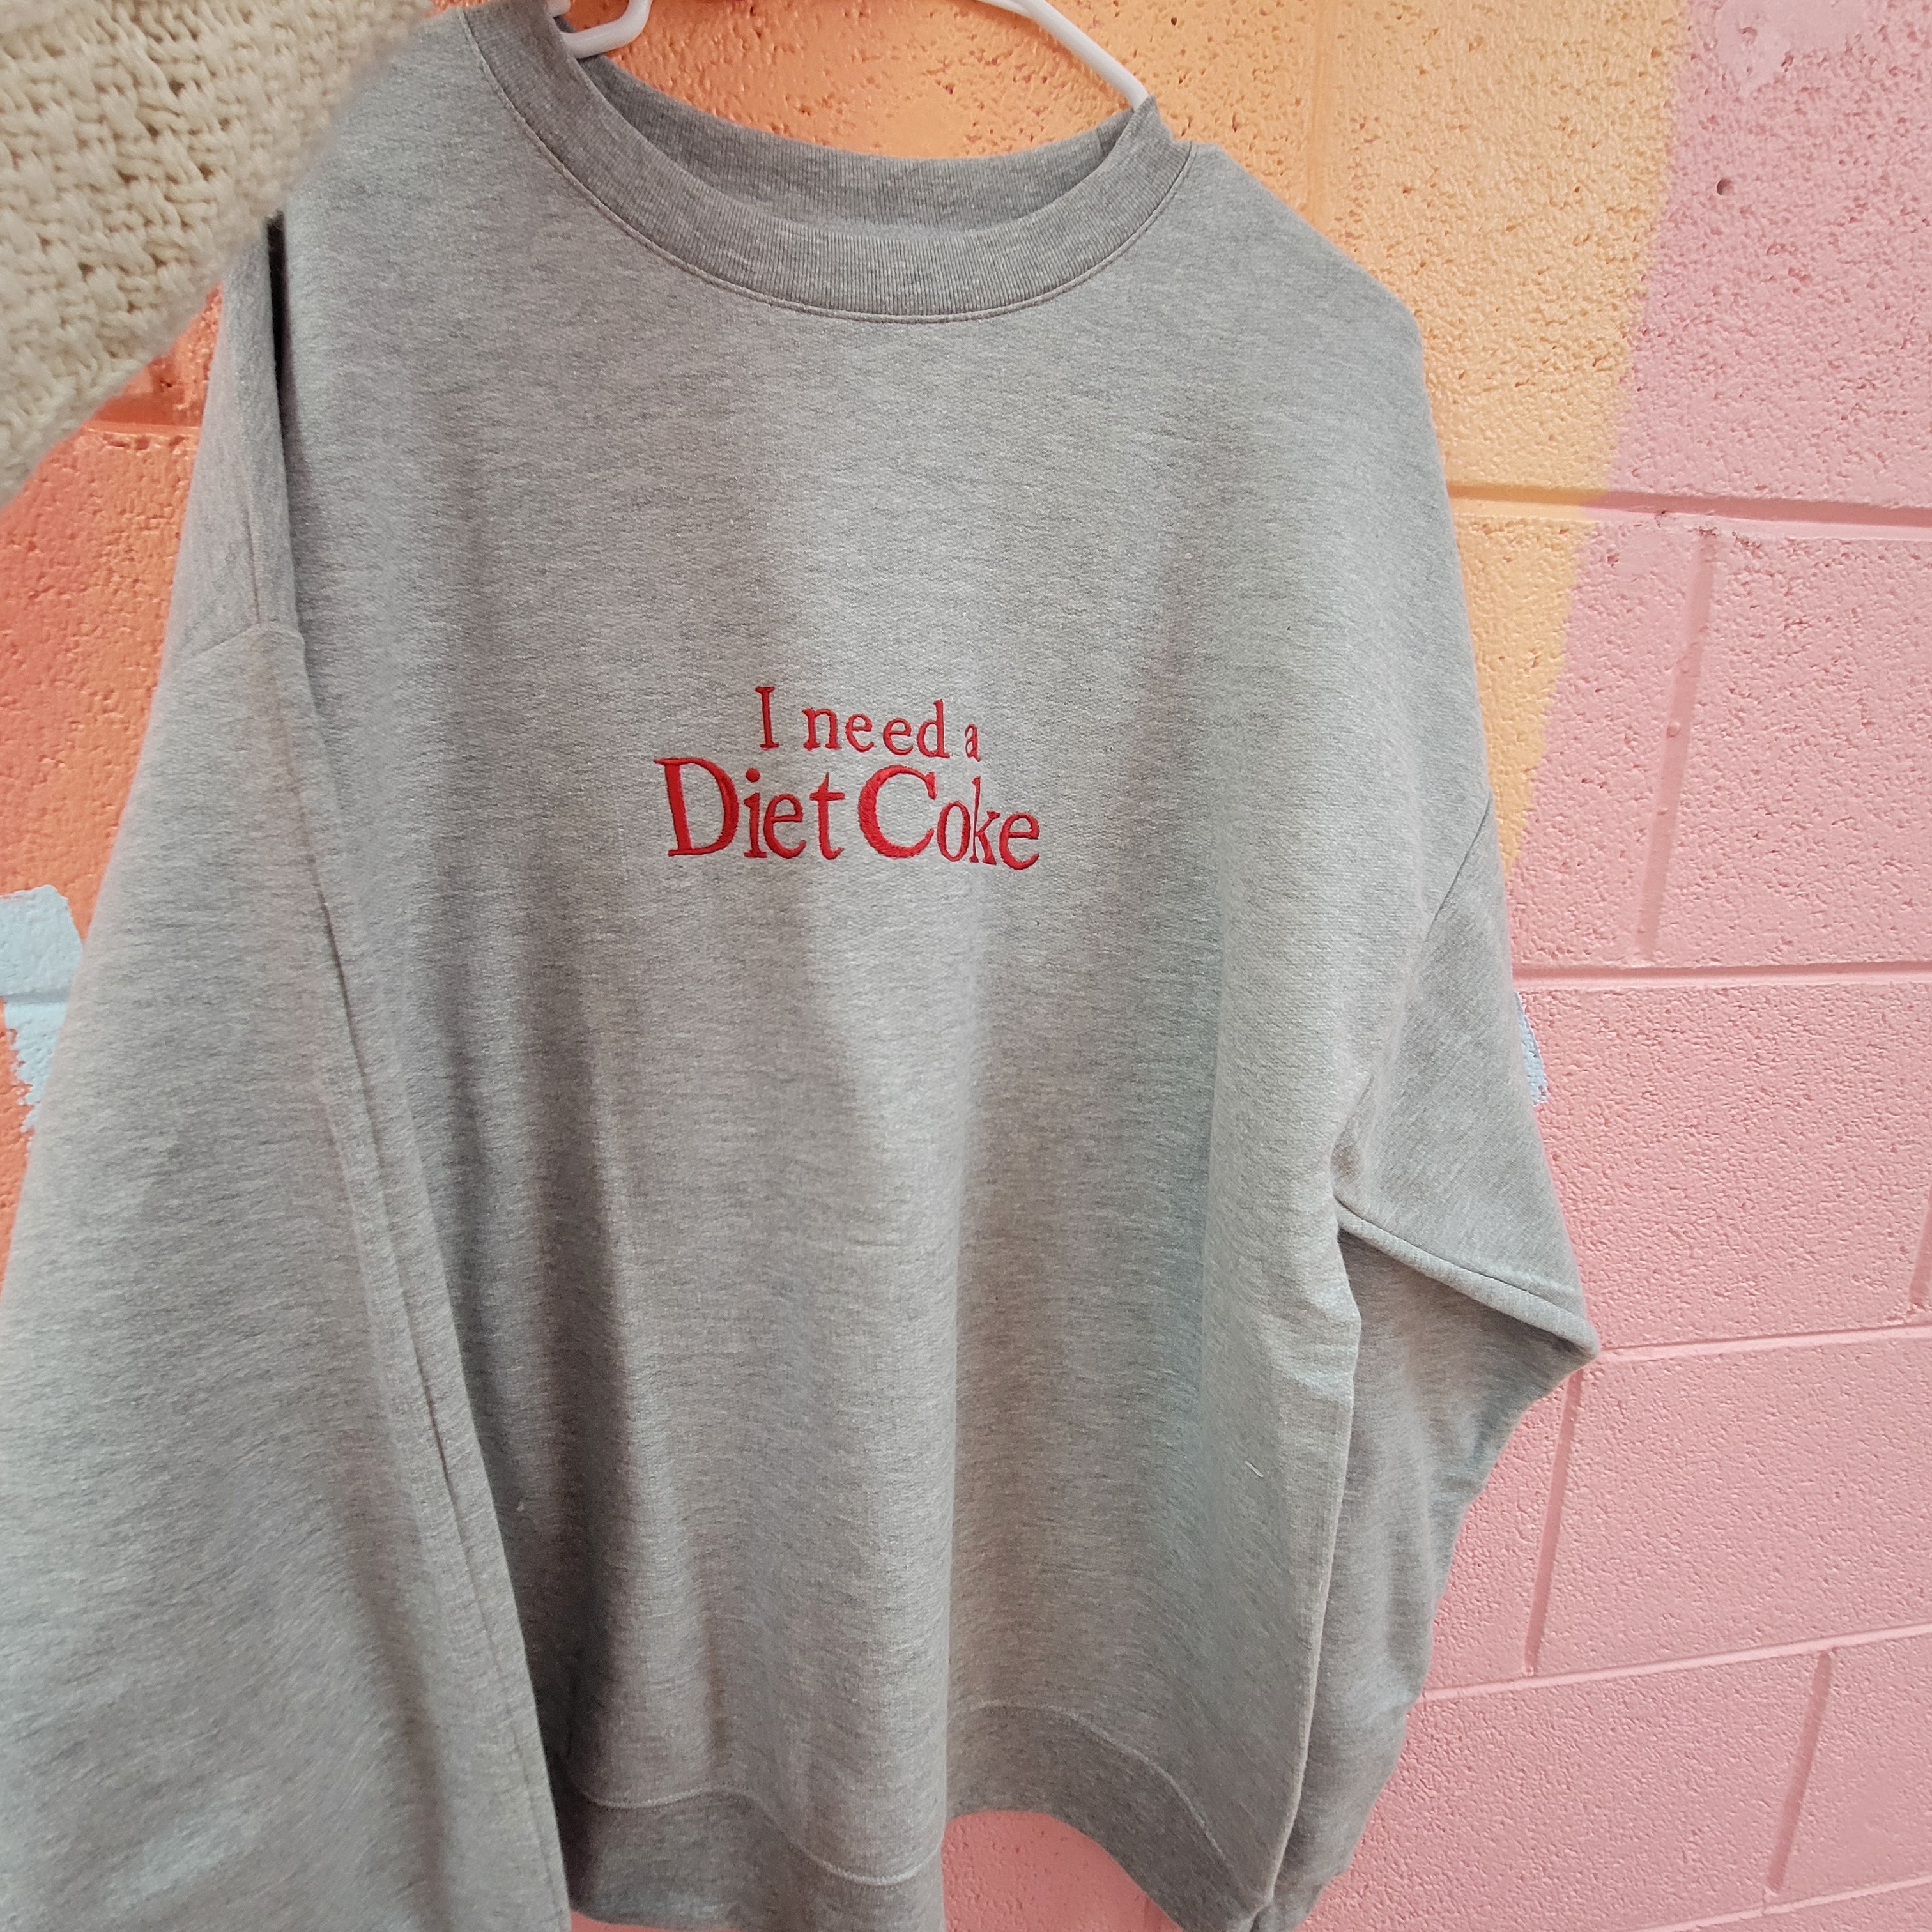 I need a
Diet Coke